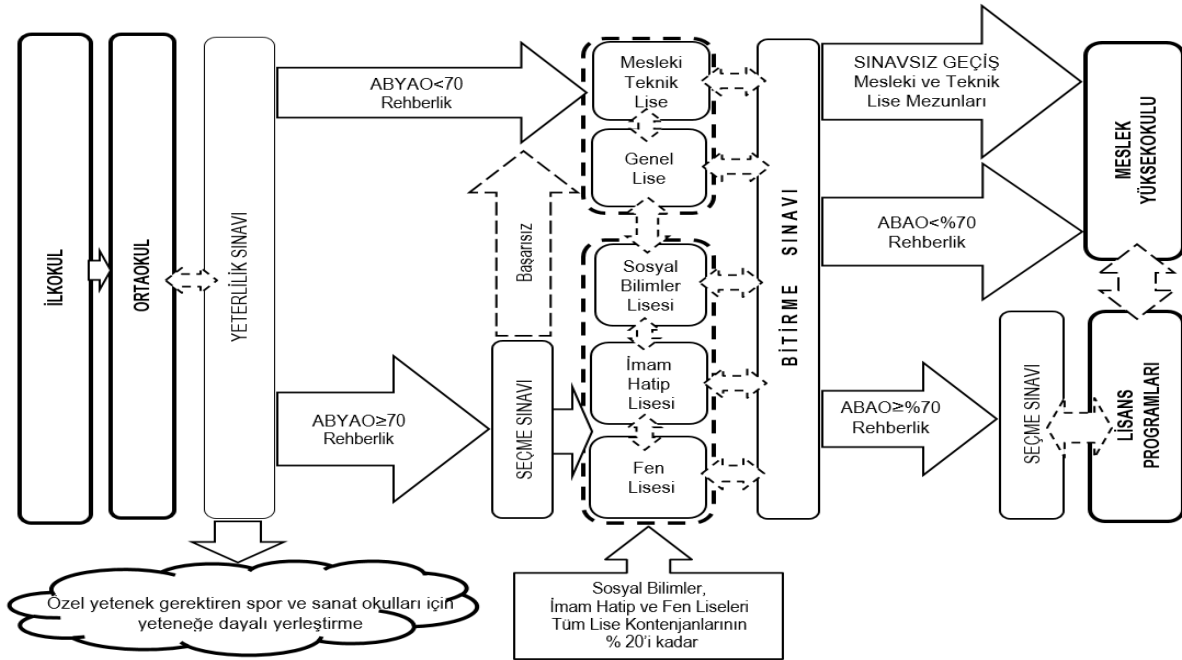 İLKOKUL
ORTAOKUL
YETERLİLİK SINAVI
ABYAO<70
Rehberlik
ABYAO≥70
Rehberlik
Başarısız
SEÇME SINAVI
Mesleki
Teknik
Lise
Genel
Lise
Sosyal
Bilimler
Lisesi
İmam
Hatip
Lisesi
Fen
Lisesi
BİTİRME SINAVI
SINAVSIZ GEÇİŞ
Mesleki ve Teknik
Lise Mezunları
ABAO<%70
Rehberlik
ABAO≥%70
Rehberlik
SEÇME SINAVI
MESLEK
YÜKSEKOKULU
LİSANS
PROGRAMLARI
Özel yetenek gerektiren spor ve sanat okulları için
yeteneğe dayalı yerleştirme
Sosyal Bilimler,
İmam Hatip ve Fen Liseleri
Tüm Lise Kontenjanlarının
% 20’i kadar